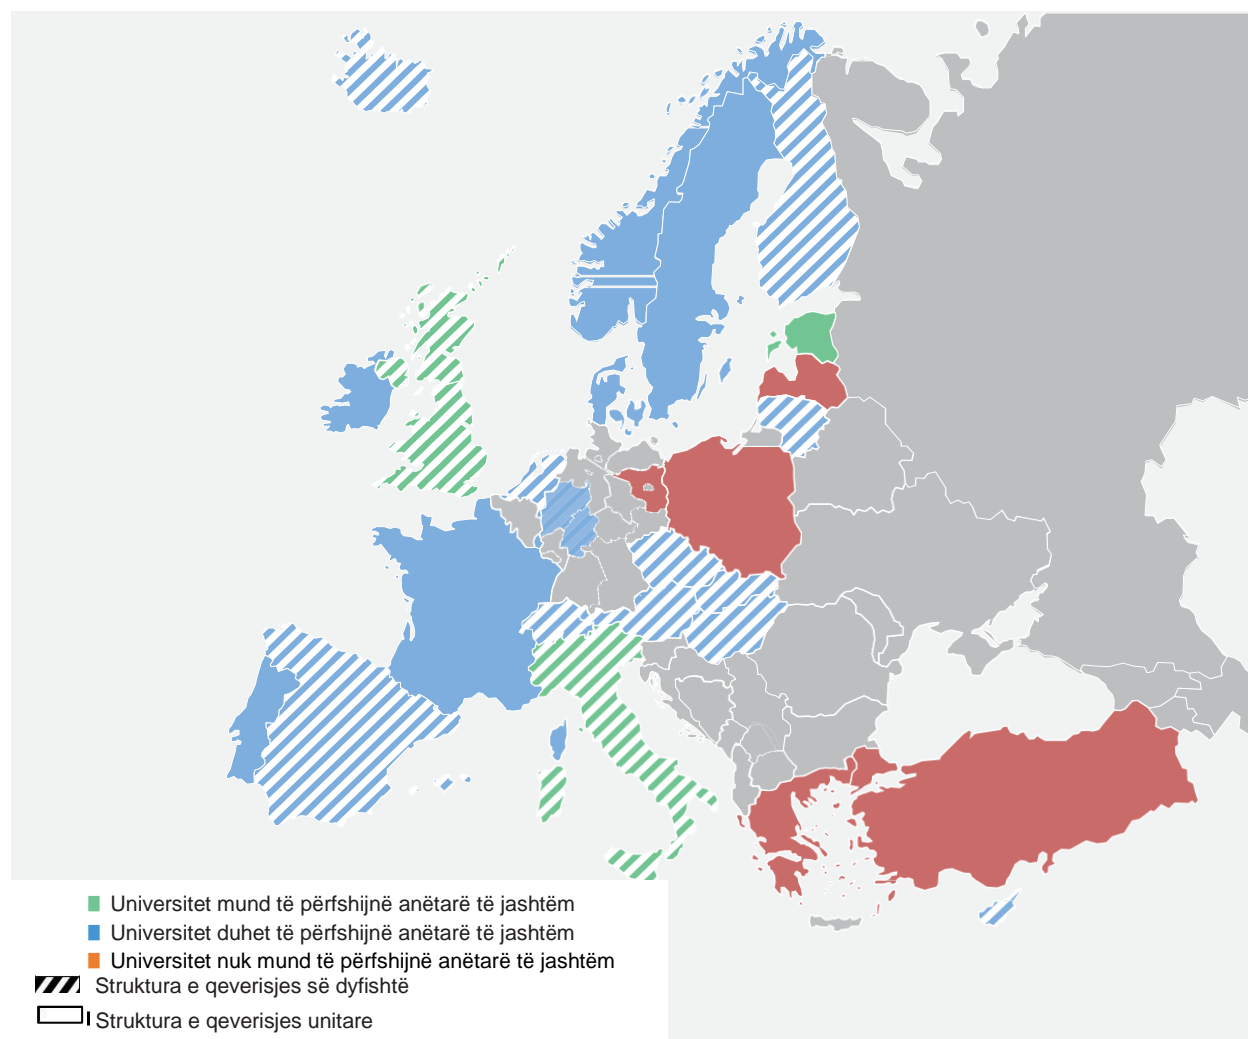 Universitet mund të përfshijnë anëtarë të jashtëm
Universitet duhet të përfshijnë anëtarë të jashtëm
Universitet nuk mund të përfshijnë anëtarë të jashtëm
Struktura e qeverisjes së dyfishtë
Struktura e qeverisjes unitare